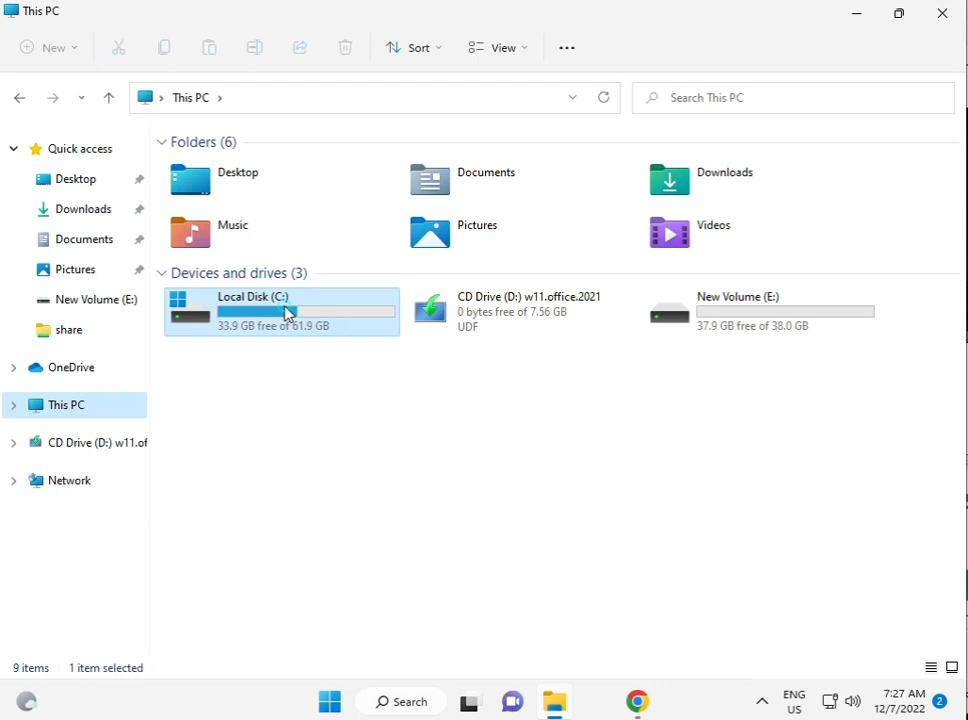 This PC
New
Sort
View
This PC
Search This PC
Quick access
Desktop
Downloads
Documents
Pictures
New Volume (E:)
share
OneDrive
This PC
CD Drive (D:) w11.of
Network
Folders (6)
Desktop
Documents
Downloads
Music
Pictures
Videos
Devices and drives (3)
Local Disk (C:)
33.9 GB free of 61.9 GB
CD Drive (D:) w11.office.2021
0 bytes free of 7.56 GB
UDF
New Volume (E:)
37.9 GB free of 38.0 GB
9 items 1 item selected
Search
ENG
US
7:27 AM
12/7/2022
2